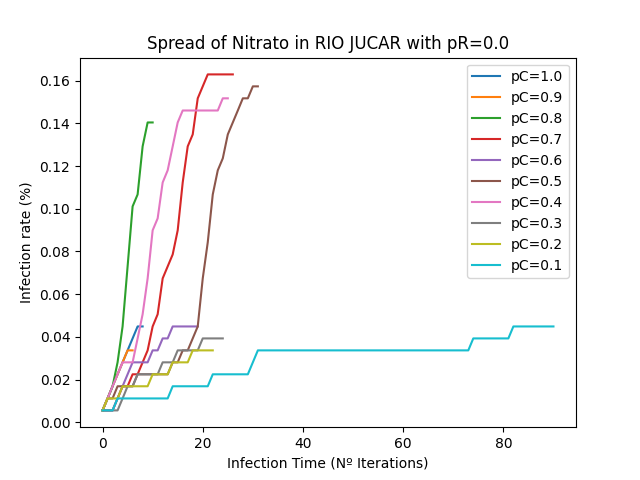 Spread of Nitrato in RIO JUCAR with pR=0.0
Infection rate (%)
0.16
0.14
0.12
0.10
0.08
0.06
0.04
0.02
0.00
0 20 40 60 80
Infection Time (Nº Iterations)
pC=1.0
pC=0.9
pC=0.8
pC=0.7
pC=0.6
pC=0.5
pC=0.4
pC=0.3
pC=0.2
pC=0.1